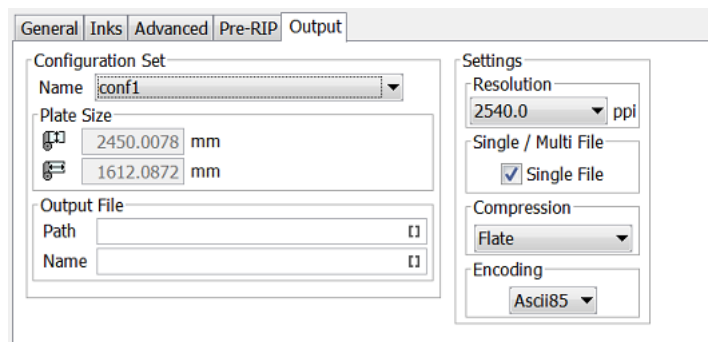 General Inks Advanced Pre-RIP Output
Configuration Set
Name conf1
Plate Size
2450.0078 mm
1612.0872 mm
Output File
Path []
Name []
Settings
Resolution
2540.0 ppi
Single / Multi File
Single File
Compression
Flate
Encoding
Ascii85